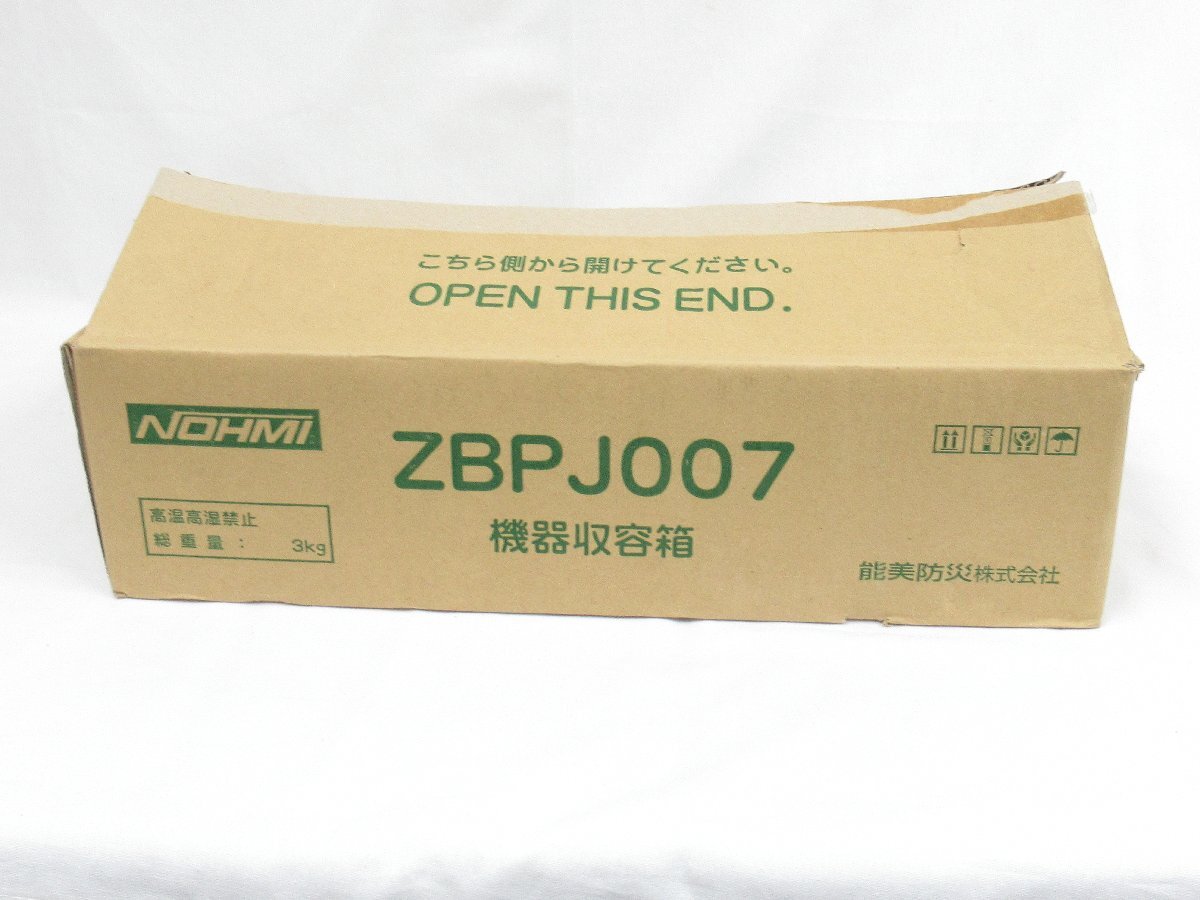 こちら側から開けてください。
OPEN THIS END.
NOHMI
ZBPJ007
高温高湿禁止
総重量： 3kg
機器収容箱
能美防災株式会社